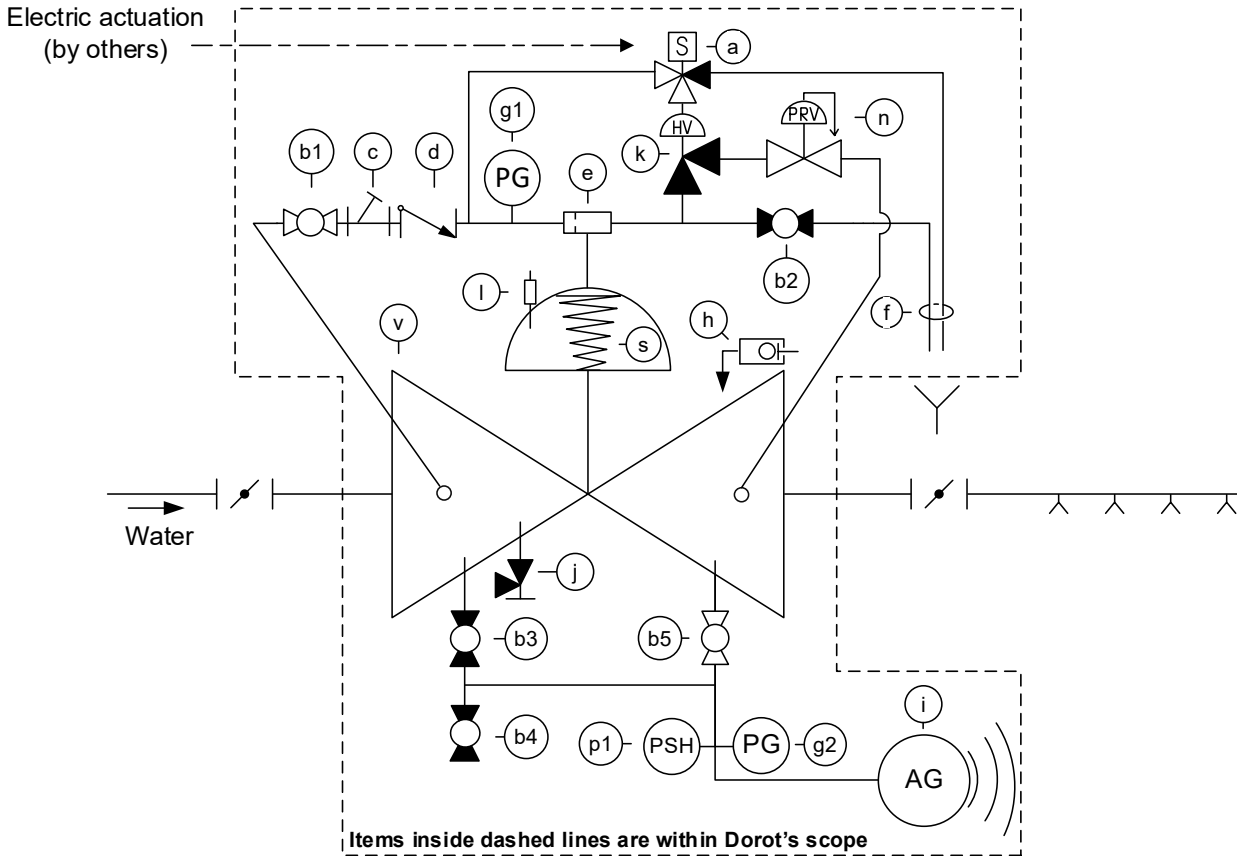 Electric actuation
(by others)
S
a
g1
PRV
n
HV
b1
c
d
k
PG
e
b2
l
h
f
v
s
Water
j
b3
b5
i
b4
p1
PSH
PG
g2
AG
Items inside dashed lines are within Dorot's scope